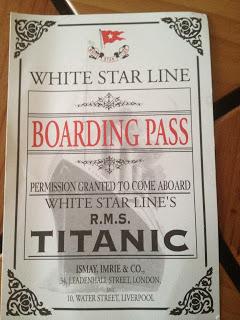 STAR
WHITE STAR LINE
BOARDING PASS
PERMISSION GRANTED TO COME ABOARD
WHITE STAR LINE'S
R.M.S.
TITANIC
ISMAY, IMRIE & CO.,
34, LEADENHALL STREET, LONDON,
10, WATER STREET, LIVERPOOL